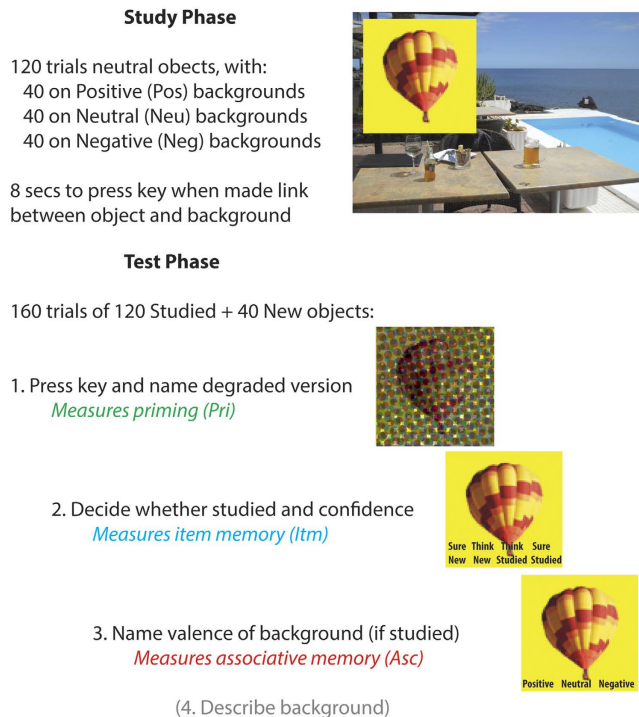 Study Phase
120 trials neutral obects, with:
40 on Positive (Pos) backgrounds
40 on Neutral (Neu) backgrounds
40 on Negative (Neg) backgrounds
8 secs to press key when made link
between object and background
Test Phase
160 trials of 120 Studied + 40 New objects:
1. Press key and name degraded version
Measures priming (Pri)
2. Decide whether studied and confidence
Measures item memory (Itm)
Sure Think Think Sure
New New Studied Studied
3. Name valence of background (if studied)
Measures associative memory (Asc)
Positive Neutral Negative
(4. Describe background)